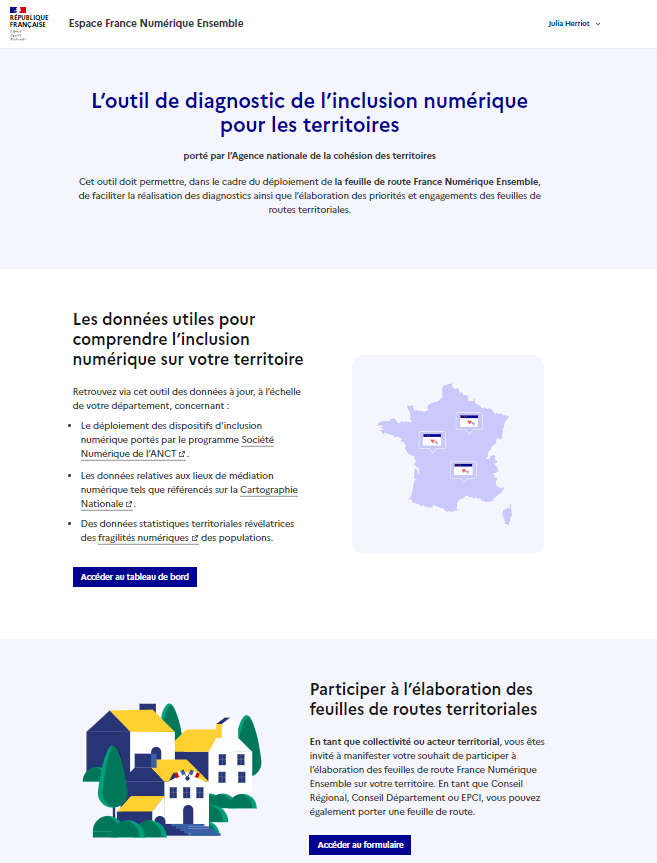 RÉPUBLIQUE
FRANÇAISE
Espace France Numérique Ensemble
Julia Herriot
L’outil de diagnostic de l’inclusion numérique
pour les territoires
porté par l’Agence nationale de la cohésion des territoires
Cet outil doit permettre, dans le cadre du déploiement de la feuille de route France Numérique Ensemble,
de faciliter la réalisation des diagnostics ainsi que l’élaboration des priorités et engagements des feuilles de
routes territoriales.
Les données utiles pour
comprendre l’inclusion
numérique sur votre territoire
Retrouvez via cet outil des données à jour, à l’échelle
de votre département, concernant :
• Le déploiement des dispositifs d’inclusion
numérique portés par le programme Société
Numérique de l’ANCT.
• Les données relatives aux lieux de médiation
numérique tels que référencés sur la Cartographie
Nationale.
• Des données statistiques territoriales révélatrices
des fragilités numériques des populations.
Accéder au tableau de bord
Participer à l’élaboration des
feuilles de routes territoriales
En tant que collectivité ou acteur territorial, vous êtes
invité à manifester votre souhait de participer à
l’élaboration des feuilles de route France Numérique
Ensemble sur votre territoire. En tant que Conseil
Régional, Conseil Département ou EPCI, vous pouvez
également porter une feuille de route.
Accéder au formulaire